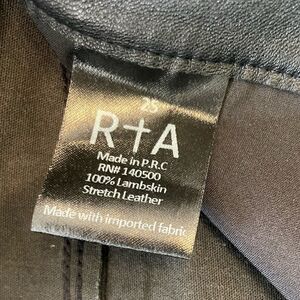 25
R†A
Made in P.R.C
RN# 140500
100% Lambskin
Stretch Leather
Made with imported fabric